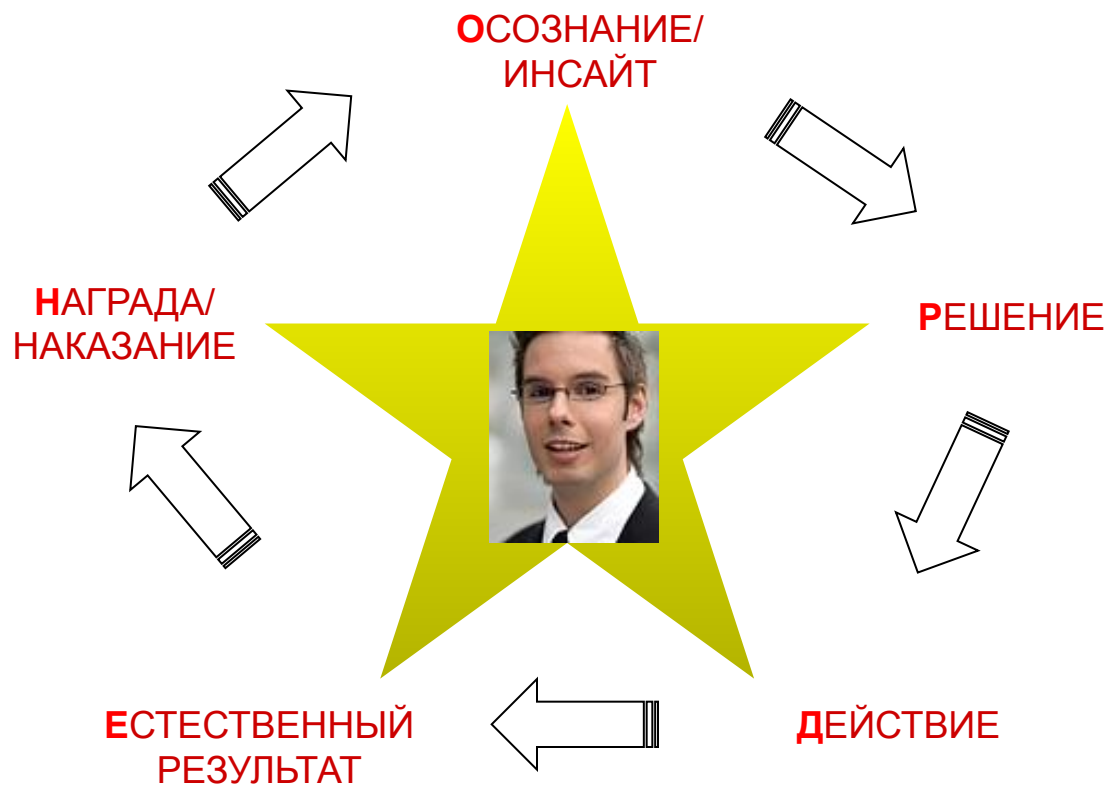 ОСОЗНАНИЕ/
ИНСАЙТ
РЕШЕНИЕ
ДЕЙСТВИЕ
ЕСТЕСТВЕННЫЙ
РЕЗУЛЬТАТ
НАГРАДА/
НАКАЗАНИЕ